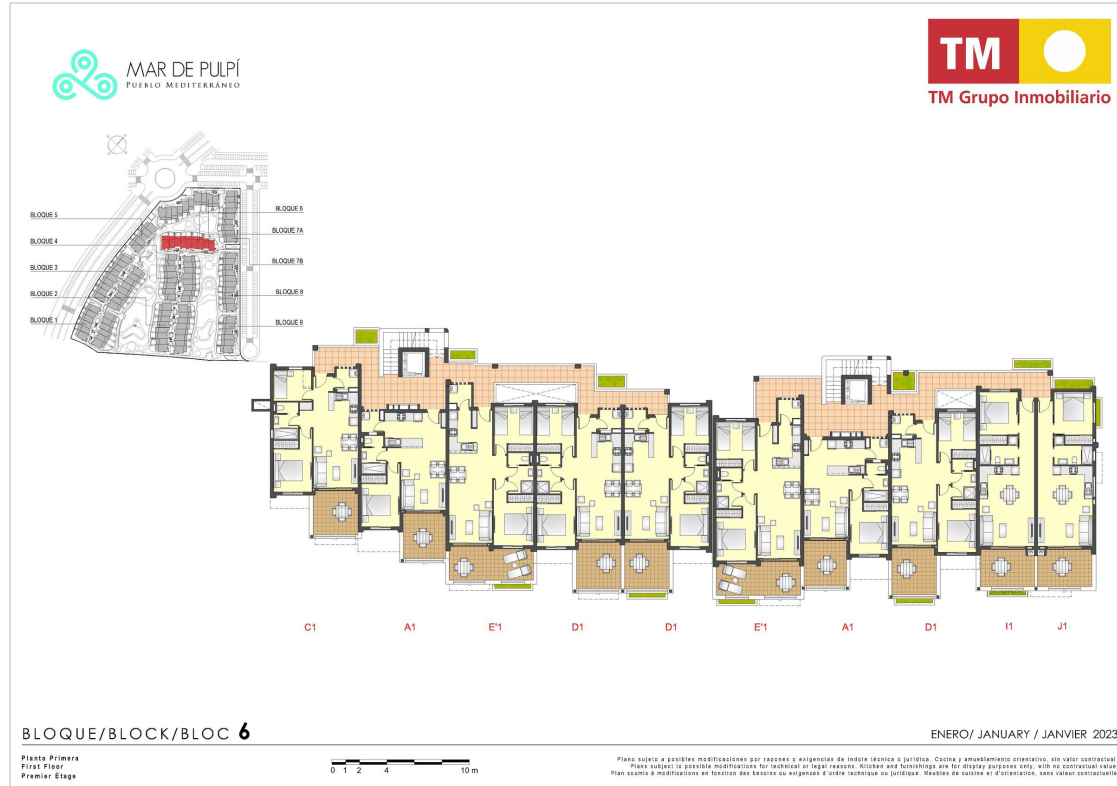 MAR DE PULPÍ
PUEBLO MEDITERRÁNEO
TM
TM Grupo Inmobiliario
BLOQUE 5
BLOQUE 4
BLOQUE 3
BLOQUE 2
BLOQUE 1
BLOQUE 6
BLOQUE 7A
BLOQUE 7B
BLOQUE 8
BLOQUE 9
C1 A1 E'1 D1 D1 E'1 A1 D1 I1 J1
BLOQUE/BLOCK/BLOC 6
ENERO/ JANUARY / JANVIER 2023
Planta Primera
First Floor
Premier Étage
0 1 2 4 10 m
Plano sujeto a posibles modificaciones por razones o exigencias de índole técnica o jurídica. Cocina y amueblamiento orientativo, sin valor contractual.
Plans subject to possible modifications for technical or legal reasons. Kitchen and furnishings are for display purposes only, with no contractual value.
Plan soumis à modifications en fonction des besoins ou exigences d'ordre technique ou juridique. Meubles de cuisine et d'orientation, sans valeur contractuelle.